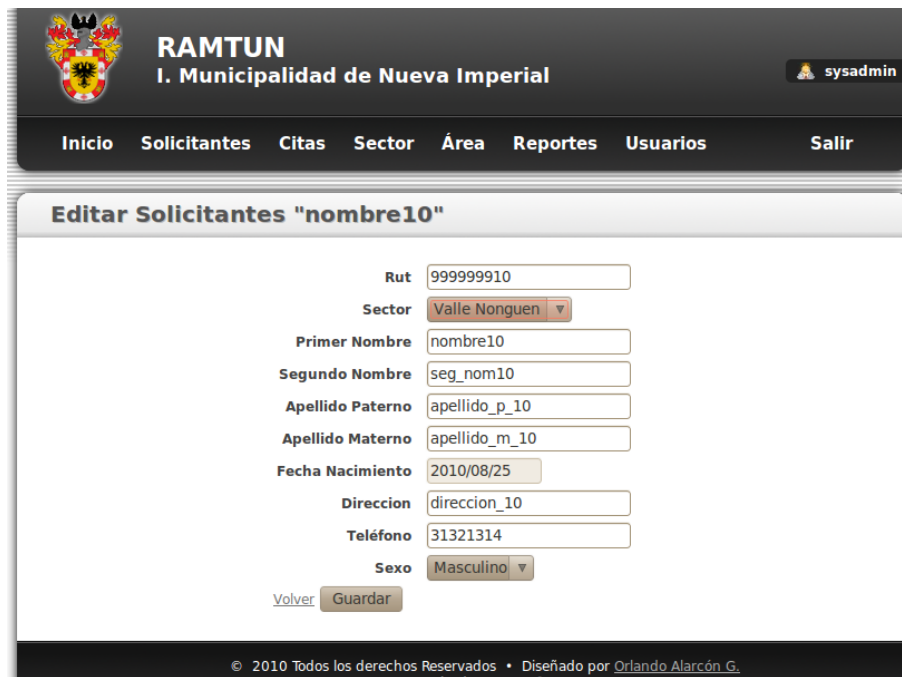 RAMTUN
I. Municipalidad de Nueva Imperial
sysadmin
Inicio Solicitantes Citas Sector Área Reportes Usuarios Salir
Editar Solicitantes "nombre10"
Rut 999999910
Sector Valle Nonguen
Primer Nombre nombre10
Segundo Nombre seg_nom10
Apellido Paterno apellido_p_10
Apellido Materno apellido_m_10
Fecha Nacimiento 2010/08/25
Direccion direccion_10
Teléfono 31321314
Sexo Masculino
Volver Guardar
© 2010 Todos los derechos Reservados • Diseñado por Orlando Alarcón G.